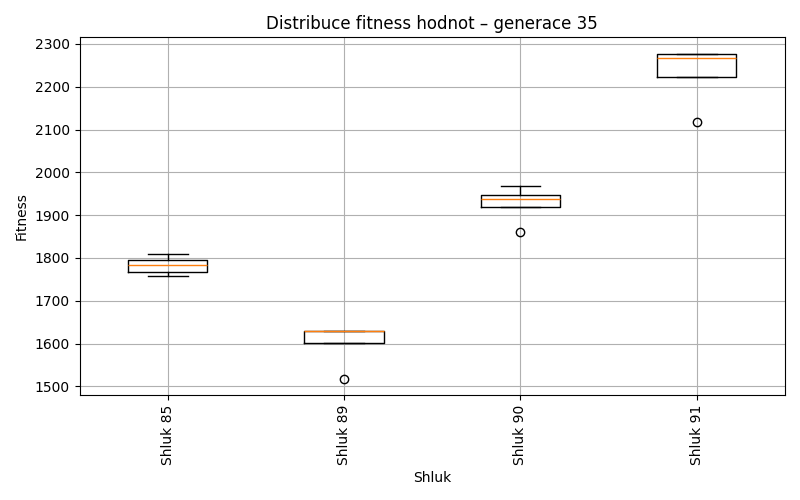 Distribuce fitness hodnot – generace 35
Fitness
2300
2200
2100
2000
1900
1800
1700
1600
1500
Shluk 85
Shluk 89
Shluk 90
Shluk 91
Shluk